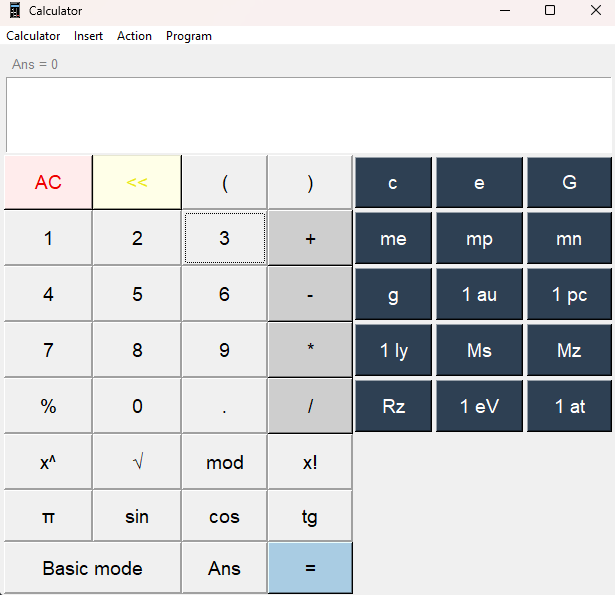 Calculator
Calculator Insert Action Program
Ans = 0
AC << ( ) c e G
1 2 3 + me mp mn
4 5 6 - g 1 au 1 pc
7 8 9 * 1 ly Ms Mz
% 0 . / Rz 1 eV 1 at
x^ √ mod x!
π sin cos tg
Basic mode Ans =